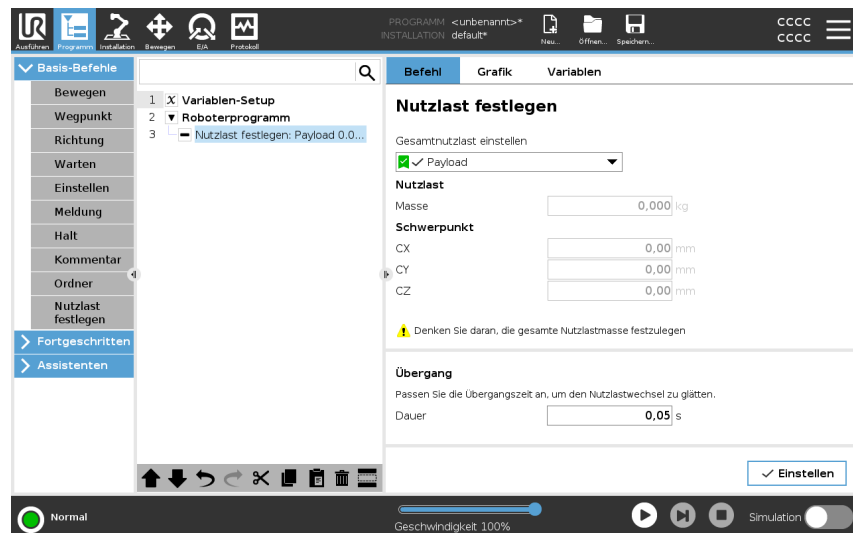 PROGRAMM <unbenannt>*
INSTALLATION default*
Ausführen Programm Installation Bewegen E/A Protokoll
Neu... Öffnen... Speichern...
CCCC
CCCC
Basis-Befehle
Bewegen
Wegpunkt
Richtung
Warten
Einstellen
Meldung
Halt
Kommentar
Ordner
Nutzlast
festlegen
Fortgeschritten
Assistenten
1 X Variablen-Setup
2 Roboterprogramm
3 Nutzlast festlegen: Payload 0.0...
Befehl Grafik Variablen
Nutzlast festlegen
Gesamtnutzlast einstellen
Payload
Nutzlast
Masse 0,000 kg
Schwerpunkt
CX 0,00 mm
CY 0,00 mm
CZ 0,00 mm
Denken Sie daran, die gesamte Nutzlastmasse festzulegen
Übergang
Passen Sie die Übergangszeit an, um den Nutzlastwechsel zu glätten.
Dauer 0,05 s
Einstellen
Normal
Geschwindigkeit 100%
Simulation